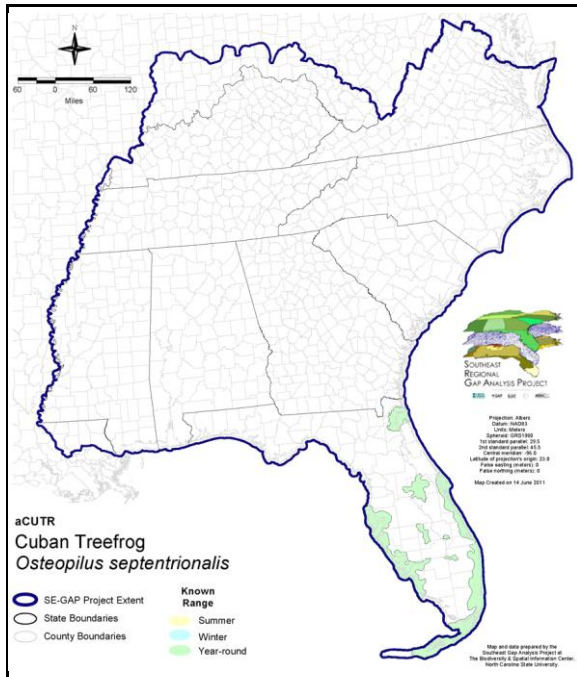 N
60 0 60 120
Miles
SOUTHEAST
REGIONAL
GAP ANALYSIS PROJECT
Projection: Albers
Datum: NAD83
Units: Meters
Spheroid: GRS1980
1st standard parallel: 29.5
2nd standard parallel: 45.5
Central meridian: -96.0
Latitude of projection's origin: 23.0
False easting (meters): 0
False northing (meters): 0
Map Created on 14 June 2011
aCUTR
Cuban Treefrog
Osteopilus septentrionalis
SE-GAP Project Extent
State Boundaries
County Boundaries
Known
Range
Summer
Winter
Year-round
Map and data prepared by the
Southeast Gap Analysis Project at
The Biodiversity & Spatial Information Center,
North Carolina State University.